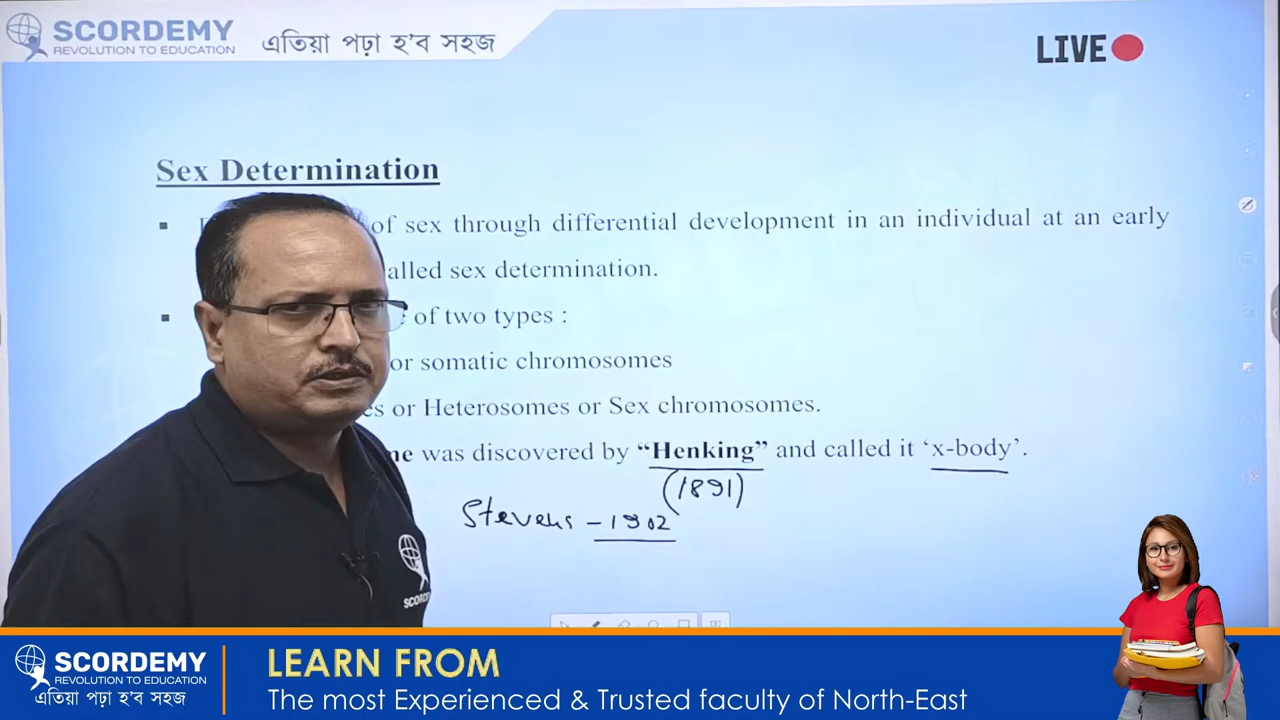 SCORDEMY
REVOLUTION TO EDUCATION
এতিয়া পঢ়া হ'ব সহজ
LIVE
Sex Determination
of sex through differential development in an individual at an early
alled sex determination.
of two types :
or somatic chromosomes
es or Heterosomes or Sex chromosomes.
me was discovered by “Henking” and called it ‘x-body’.
(1891)
Stevens - 1902
SCORDEMY
REVOLUTION TO EDUCATION
এতিয়া পঢ়া হ'ব সহজ
LEARN FROM
The most Experienced & Trusted faculty of North-East